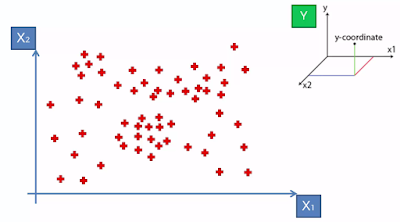 X₂
X₁
Y
y
y-coordinate
x1
x2